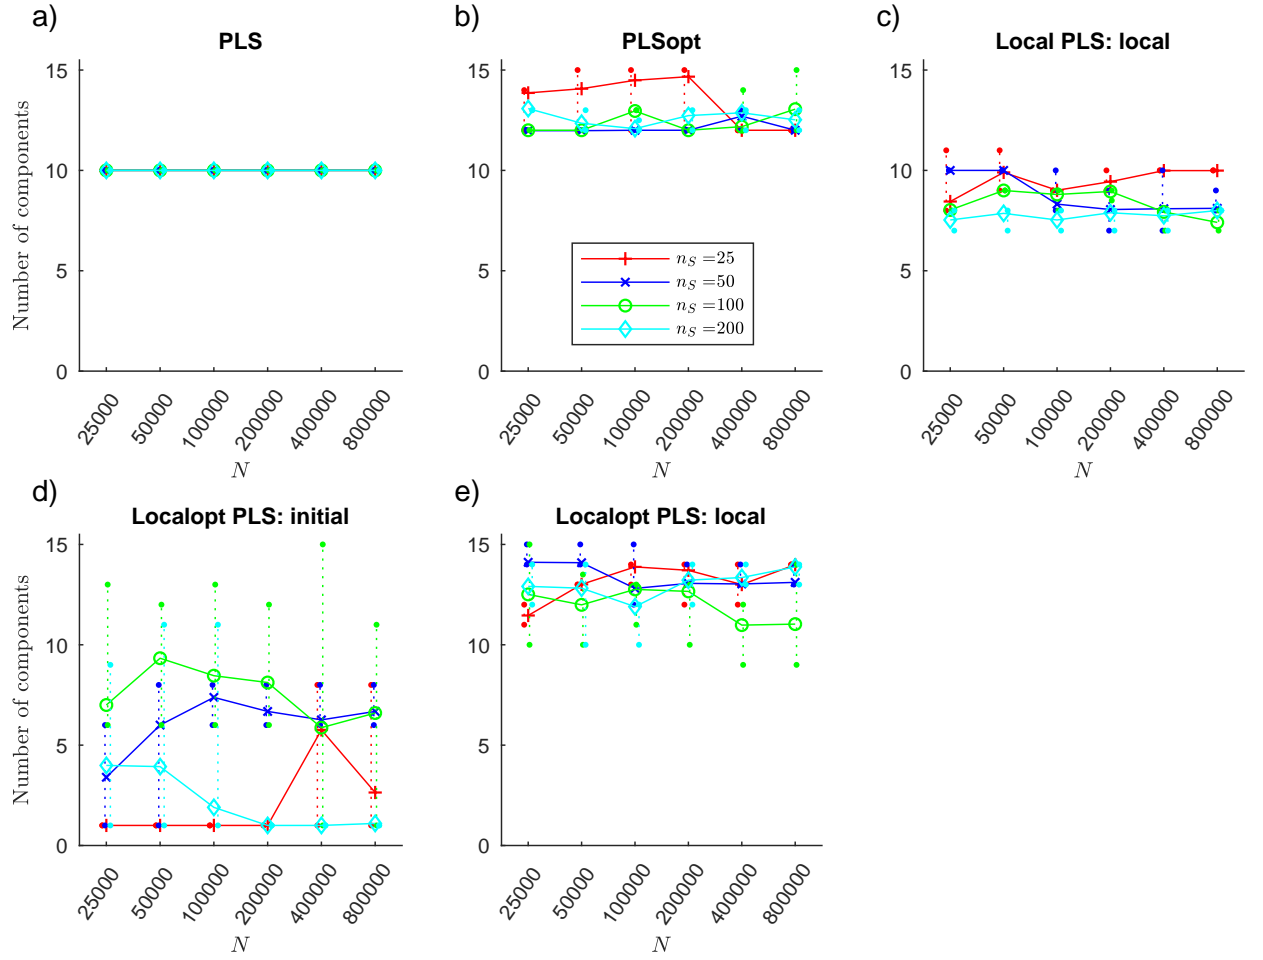 a)
PLS
Number of components
15
10
5
0
25000
50000
100000
200000
400000
800000
N
b)
PLSopt
15
10
5
0
n_S = 25
n_S = 50
n_S = 100
n_S = 200
25000
50000
100000
200000
400000
800000
N
c)
Local PLS: local
15
10
5
0
25000
50000
100000
200000
400000
800000
N
d)
Localopt PLS: initial
Number of components
15
10
5
0
25000
50000
100000
200000
400000
800000
N
e)
Localopt PLS: local
15
10
5
0
25000
50000
100000
200000
400000
800000
N